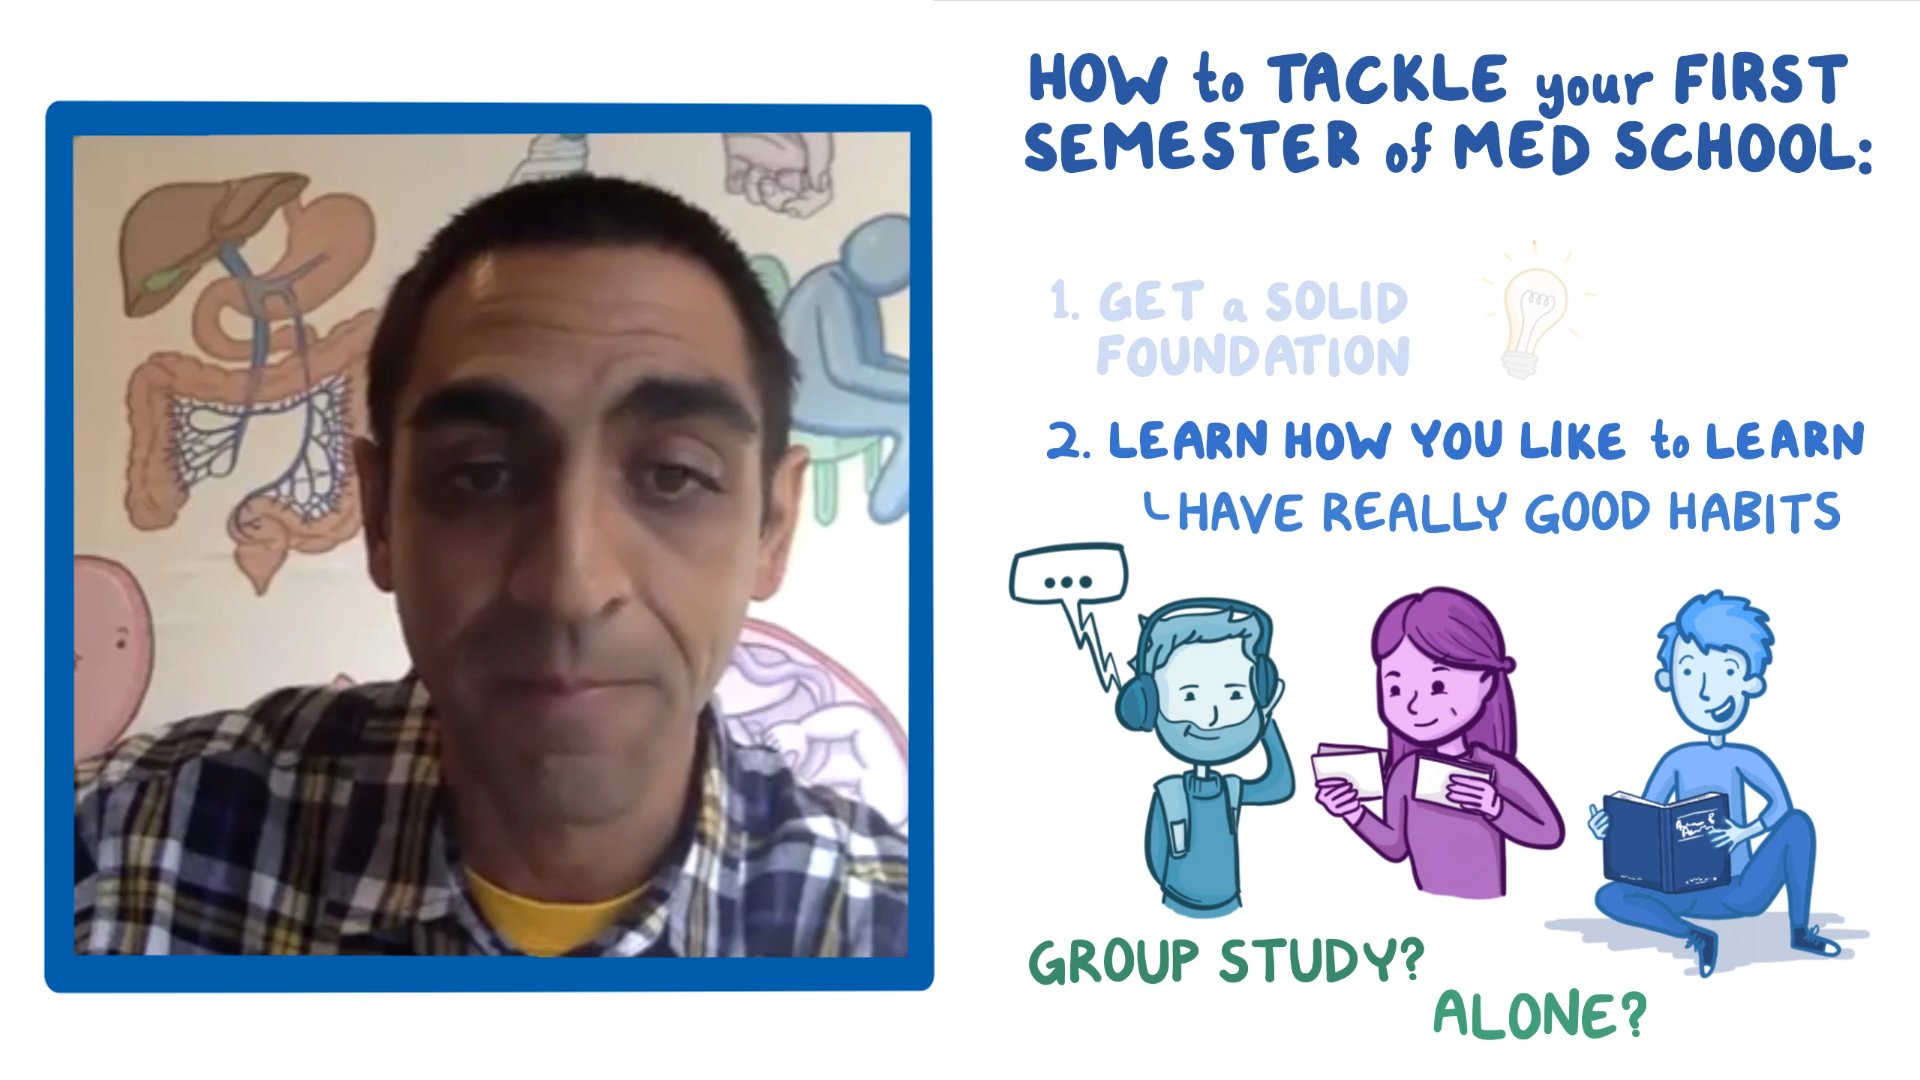 HOW to TACKLE your FIRST
SEMESTER of MED SCHOOL:
1. GET a SOLID
FOUNDATION
2. LEARN HOW YOU LIKE to LEARN
HAVE REALLY GOOD HABITS
GROUP STUDY?
ALONE?